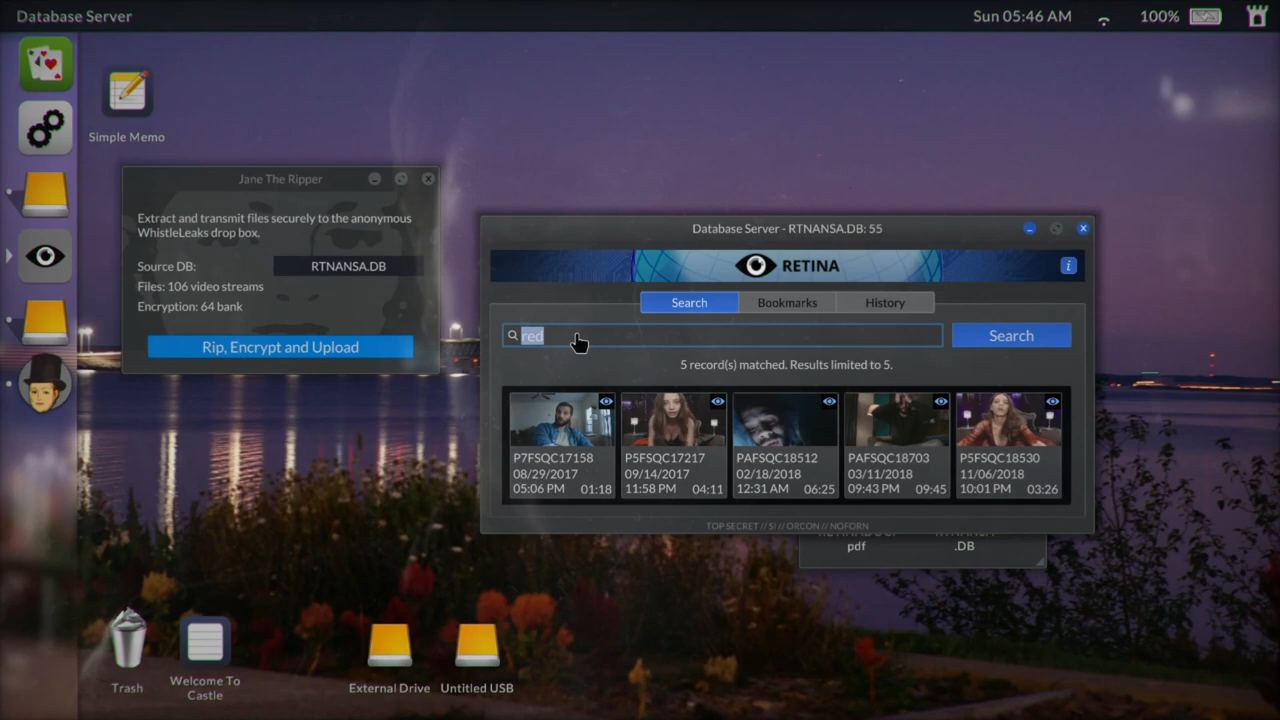 Database Server
Sun 05:46 AM
100%
Simple Memo
Jane The Ripper
Extract and transmit files securely to the anonymous
WhistleLeaks drop box.
Source DB: RTNANSA.DB
Files: 106 video streams
Encryption: 64 bank
Rip, Encrypt and Upload
Database Server - RTNANSA.DB: 55
RETINA
i
Search Bookmarks History
red
Search
5 record(s) matched. Results limited to 5.
P7FSQC17158
08/29/2017
05:06 PM 01:18
P5FSQC17217
09/14/2017
11:58 PM 04:11
PAFSQC18512
02/18/2018
12:31 AM 06:25
PAFSQC18703
03/11/2018
09:43 PM 09:45
P5FSQC18530
11/06/2018
10:01 PM 03:26
TOP SECRET // SI // ORCON // NOFORN
pdf
.DB
Trash
Welcome To
Castle
External Drive
Untitled USB